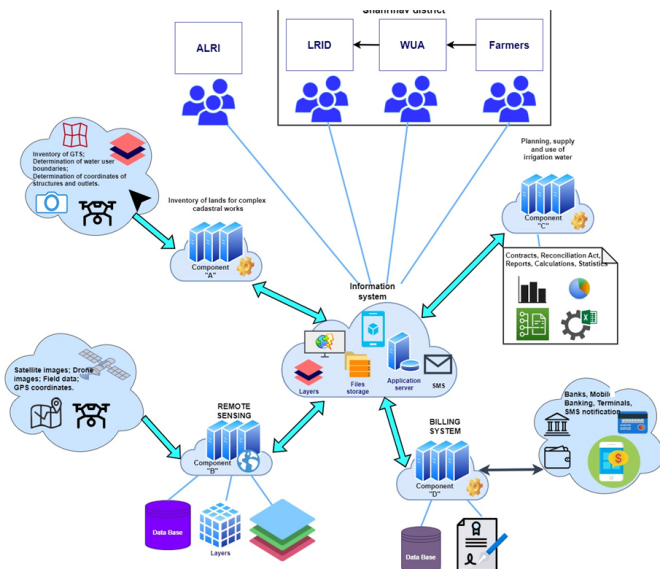 Shahrinav district
ALRI
LRID
WUA
Farmers
Inventory of GTS;
Determination of water user
boundaries;
Determination of coordinates of
structures and outlets.
Inventory of lands for complex
cadastral works
Component
"A"
Planning, supply
and use of
irrigation water
Component
"C"
Contracts, Reconciliation Act,
Reports, Calculations, Statistics
Information
system
Layers
Files
storage
Application
server
SMS
Satellite images; Drone
images; Field data;
GPS coordinates.
REMOTE
SENSING
Component
"B"
Data Base
Layers
BILLING
SYSTEM
Component
"D"
Data Base
Banks, Mobile
Banking, Terminals,
SMS notification.